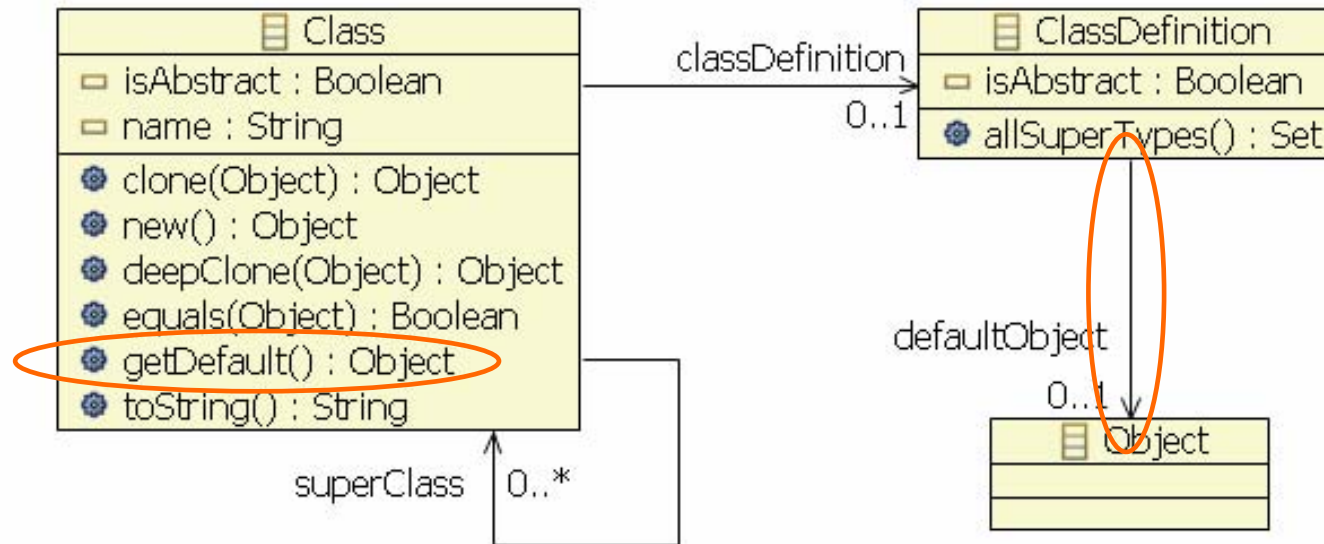 Class
isAbstract : Boolean
name : String
clone(Object) : Object
new() : Object
deepClone(Object) : Object
equals(Object) : Boolean
getDefault() : Object
toString() : String
superClass
0..*
classDefinition
0..1
ClassDefinition
isAbstract : Boolean
allSuperTypes() : Set
defaultObject
0..1
Object